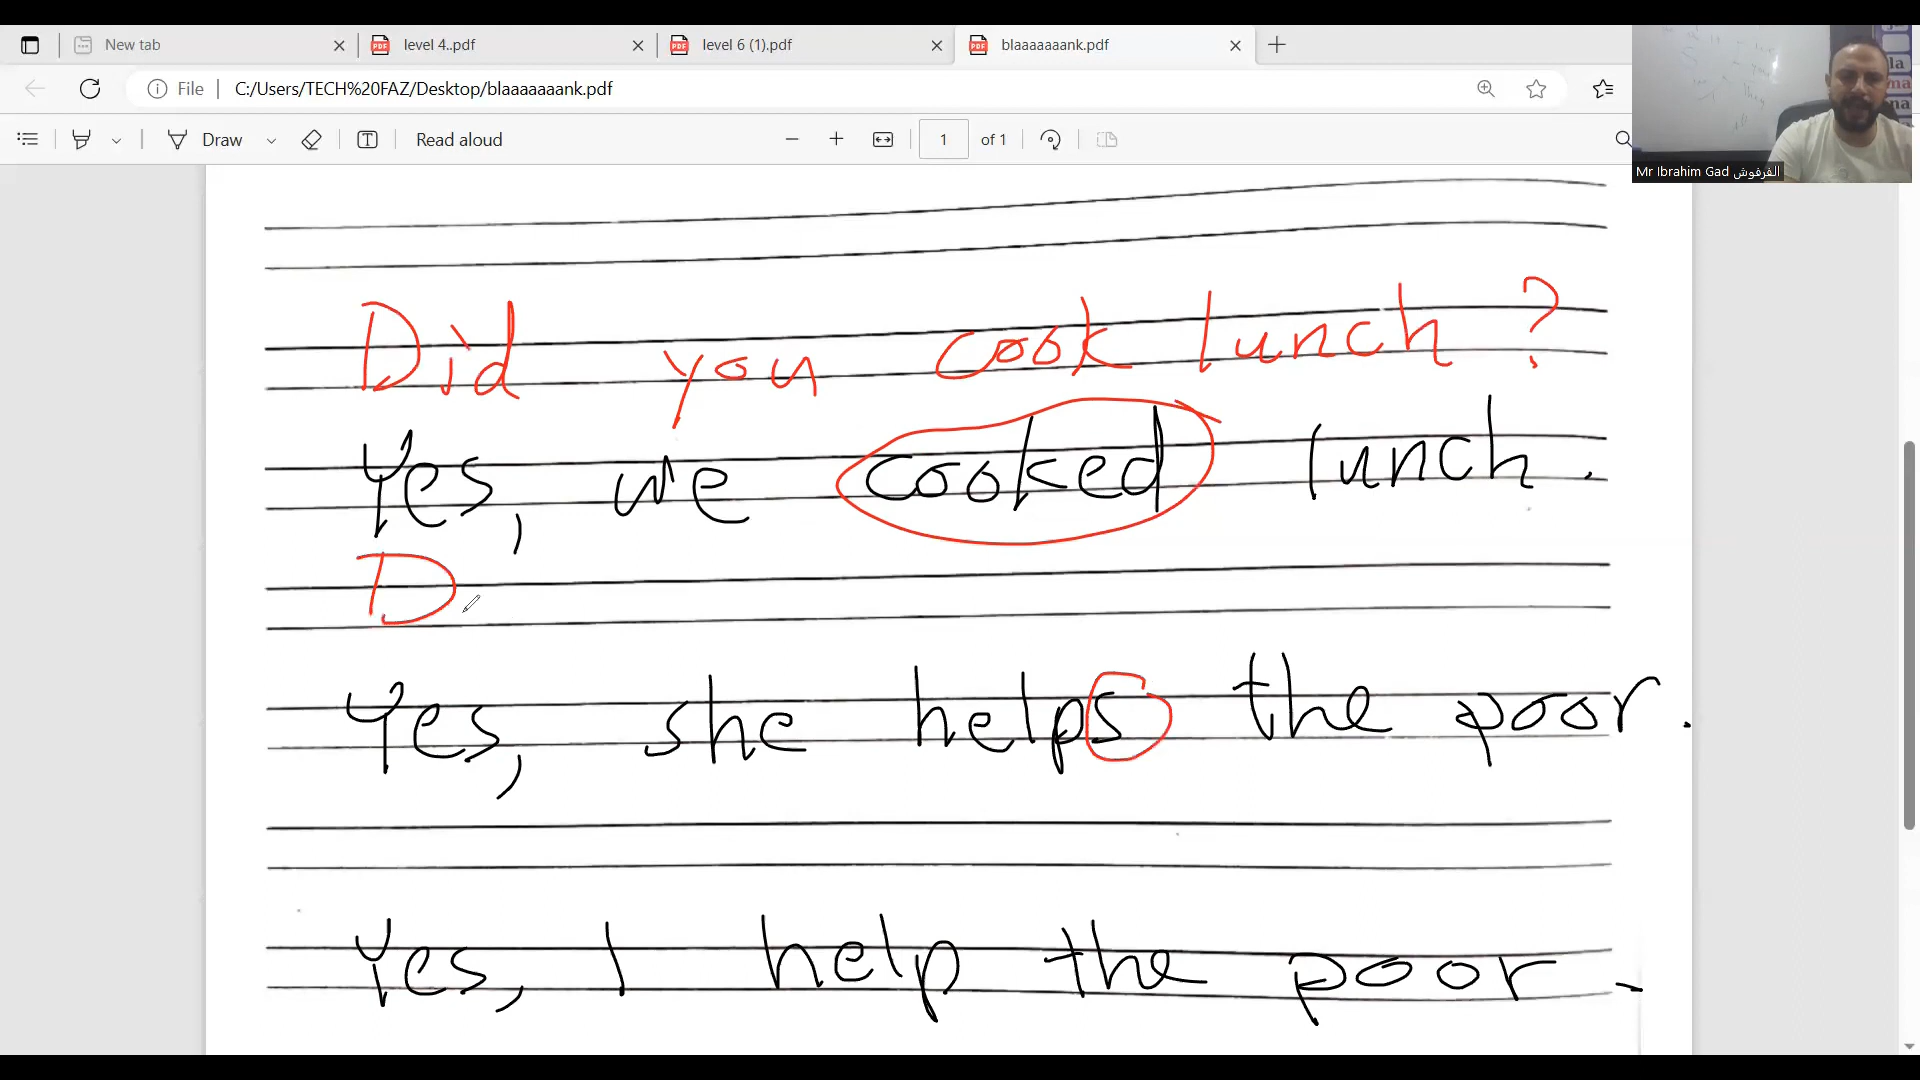 New tab
level 4..pdf
level 6 (1).pdf
blaaaaaaank.pdf
File
C:/Users/TECH%20FAZ/Desktop/blaaaaaaank.pdf
Draw
Read aloud
1 of 1
Mr Ibrahim Gad الفرفوش
Did you cook lunch ?
Yes, we cooked lunch .
D
Yes, she helps the poor .
Yes, I help the poor -